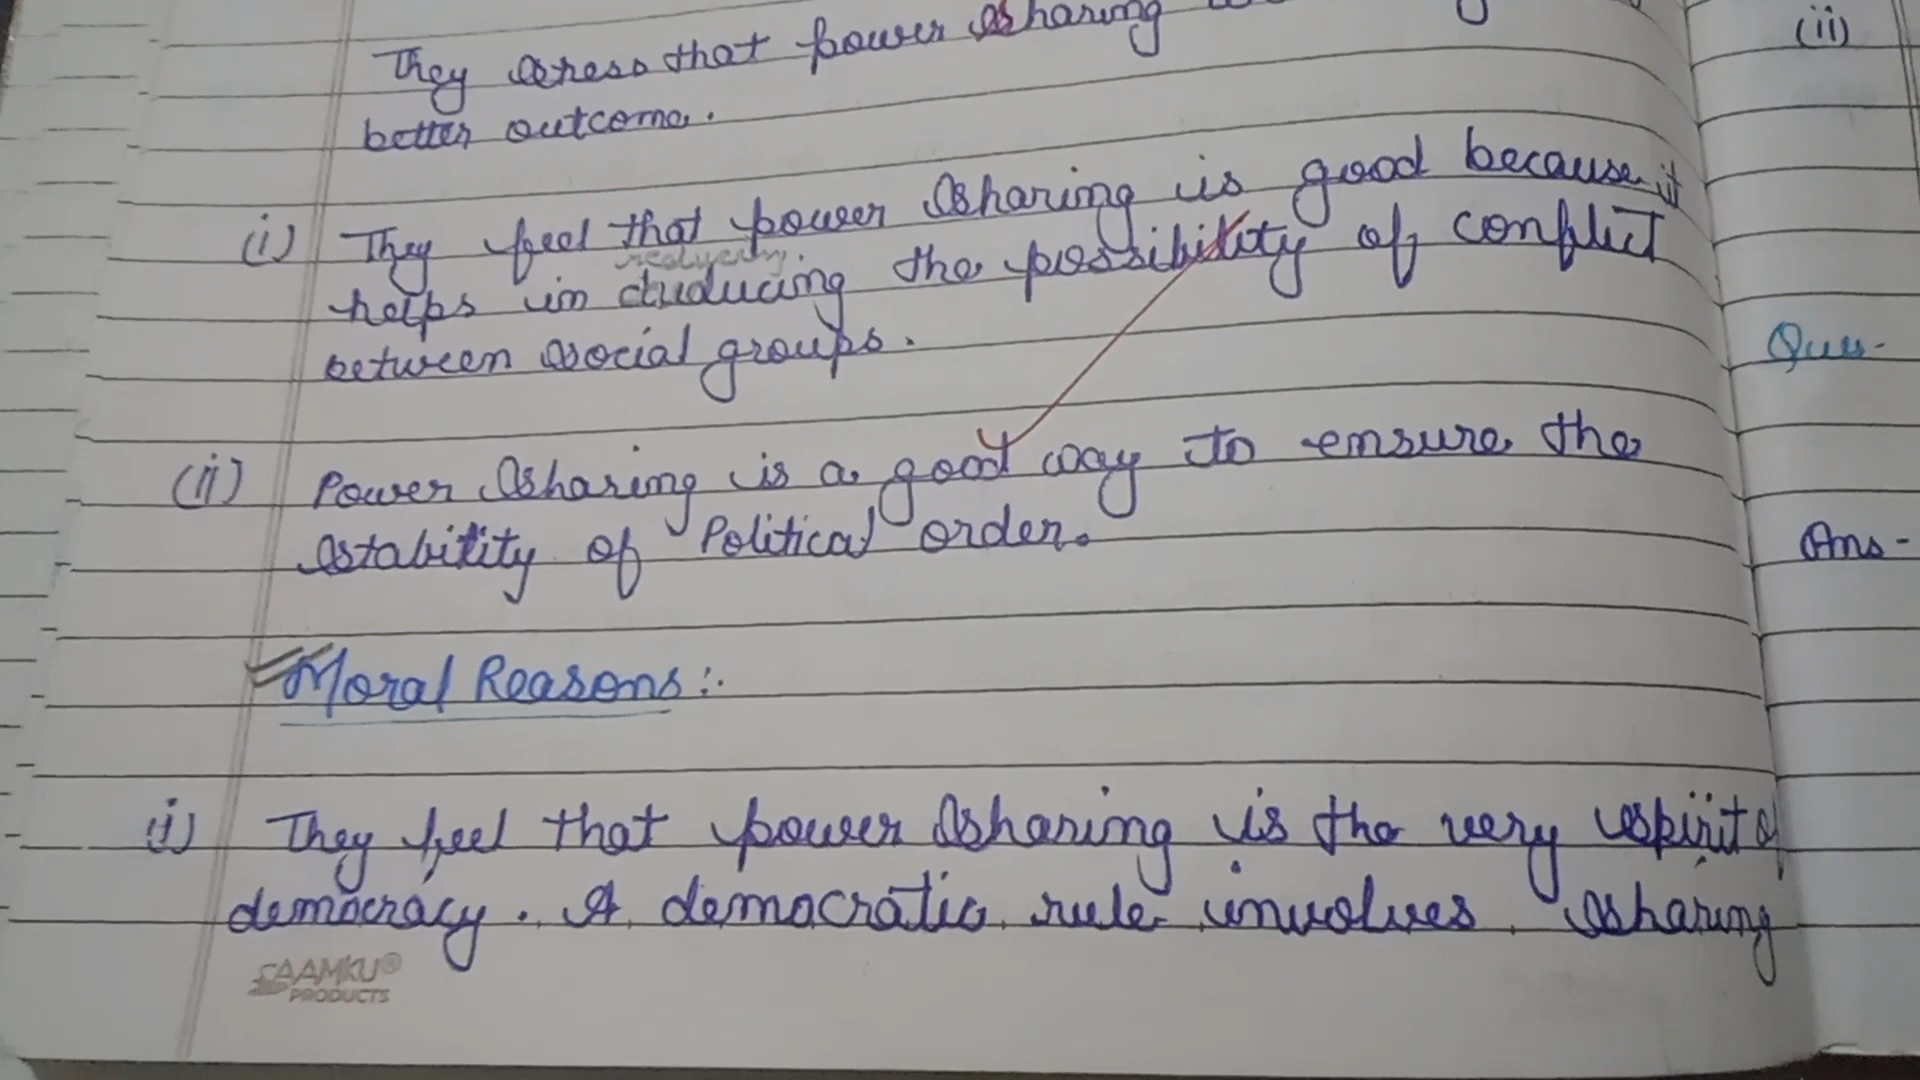 They stress that power sharing
better outcome.
(i) They feel that power sharing is good because it
helps in reducing the possibility of conflict
between social groups.
(ii) Power sharing is a good way to ensure the
stability of Political order.
Moral Reasons:
(i) They feel that power sharing is the very spirit of
democracy. A democratic rule involves sharing
SAAMKU®
PRODUCTS
(ii)
Ques-
Ans-